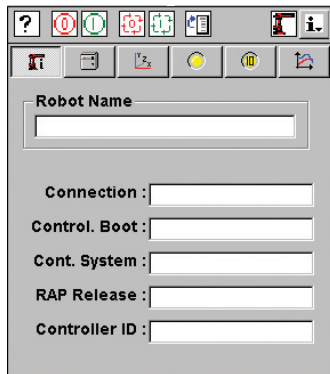 ?
i.
Robot Name
Connection :
Control. Boot :
Cont. System :
RAP Release :
Controller ID :